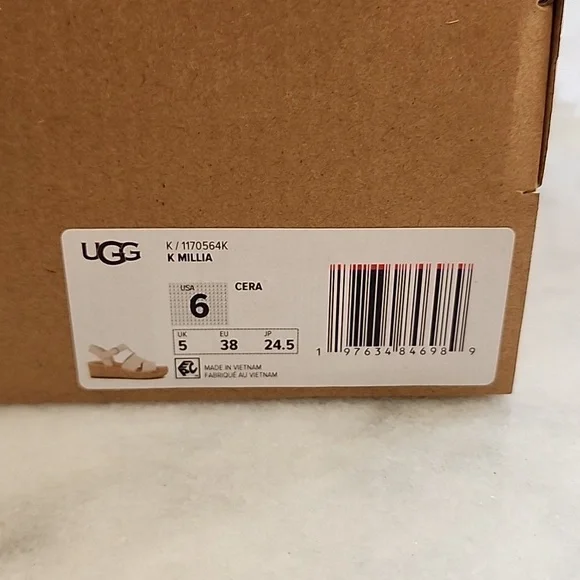 UGG
K / 1170564K
K MILLIA
USA
6
CERA
UK EU JP
5 38 24.5
MADE IN VIETNAM
FABRIQUÉ AU VIETNAM
1 97634 84698 9